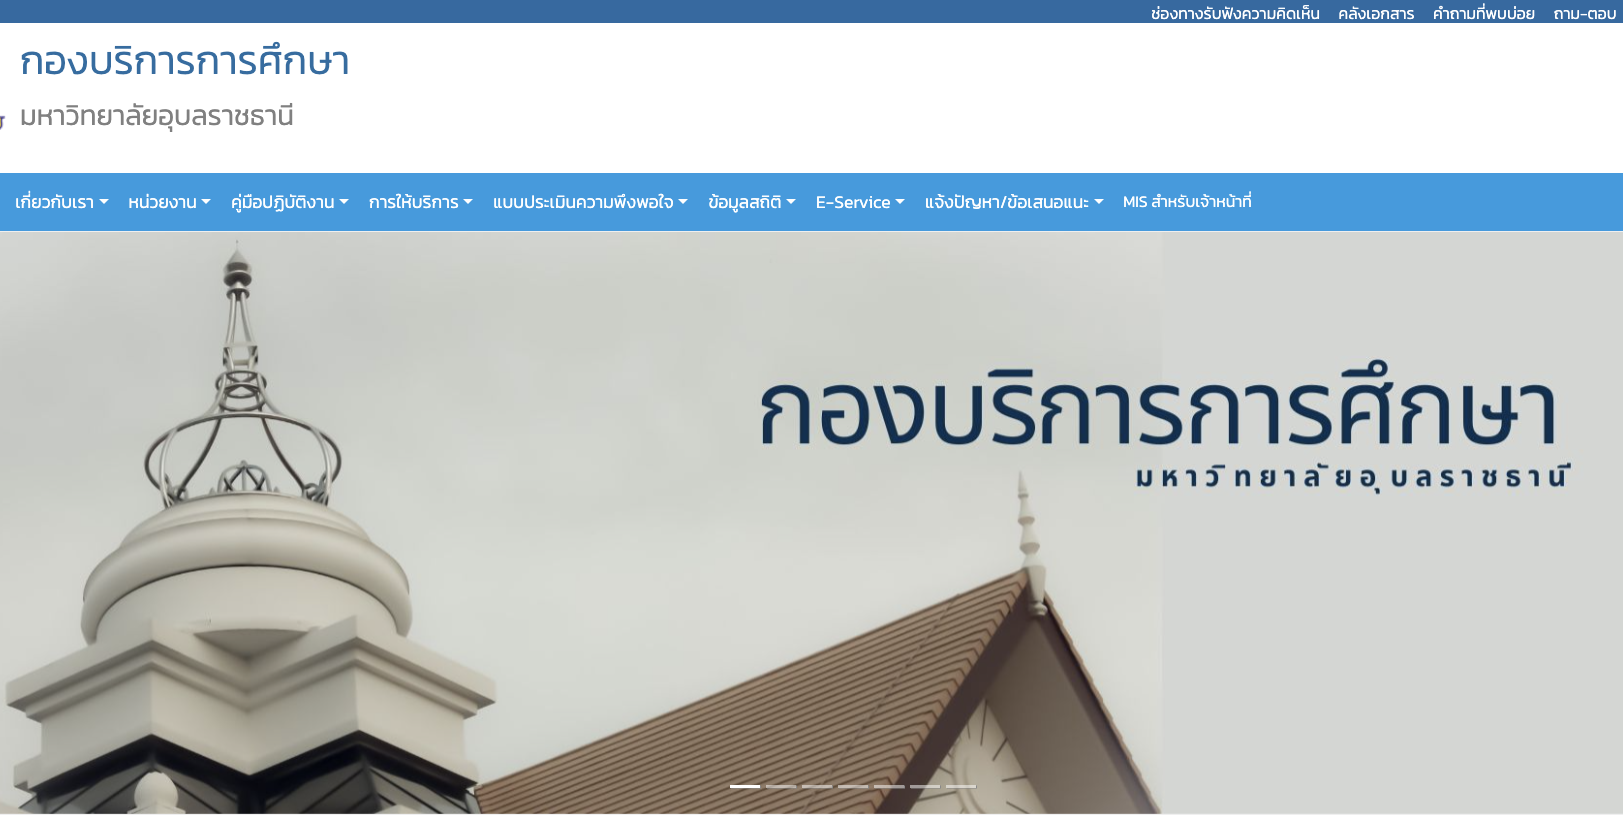 ช่องทางรับฟังความคิดเห็น คลังเอกสาร คำถามที่พบบ่อย ถาม-ตอบ
กองบริการการศึกษา
มหาวิทยาลัยอุบลราชธานี
เกี่ยวกับเรา หน่วยงาน คู่มือปฏิบัติงาน การให้บริการ แบบประเมินความพึงพอใจ ข้อมูลสถิติ E-Service แจ้งปัญหา/ข้อเสนอแนะ MIS สำหรับเจ้าหน้าที่
กองบริการการศึกษา
มหาวิทยาลัยอุบลราชธานี